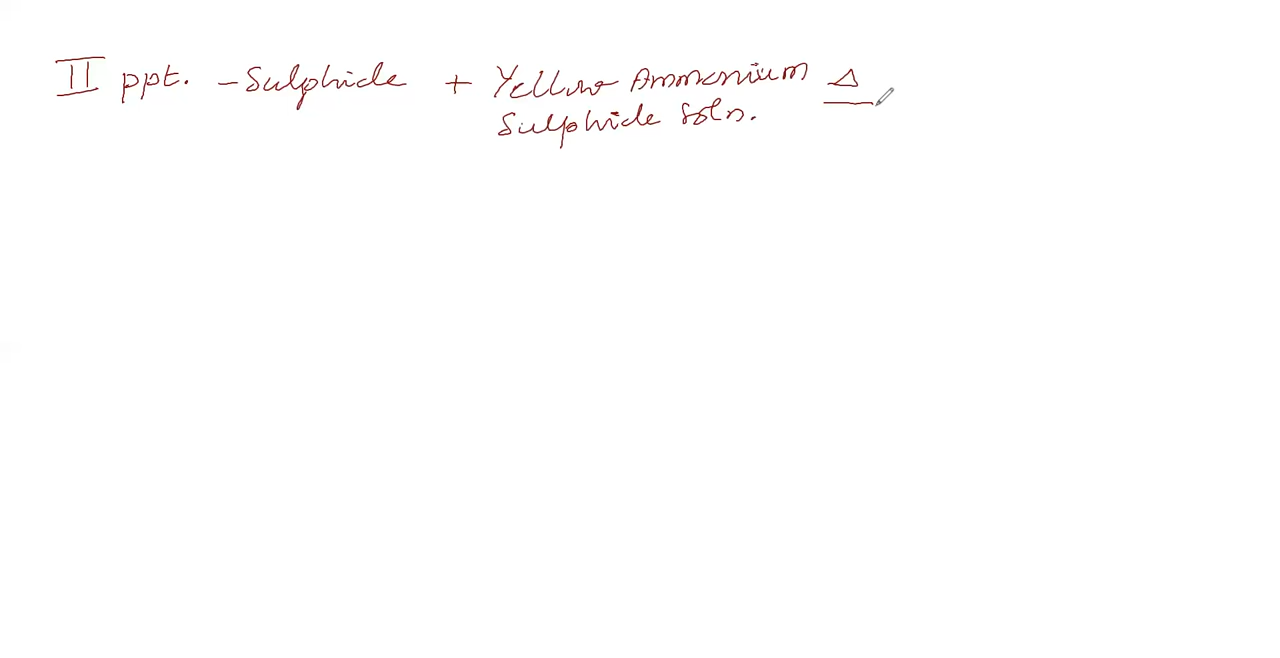 II ppt. - Sulphide + Yellow Ammonium Δ
Sulphide Soln.